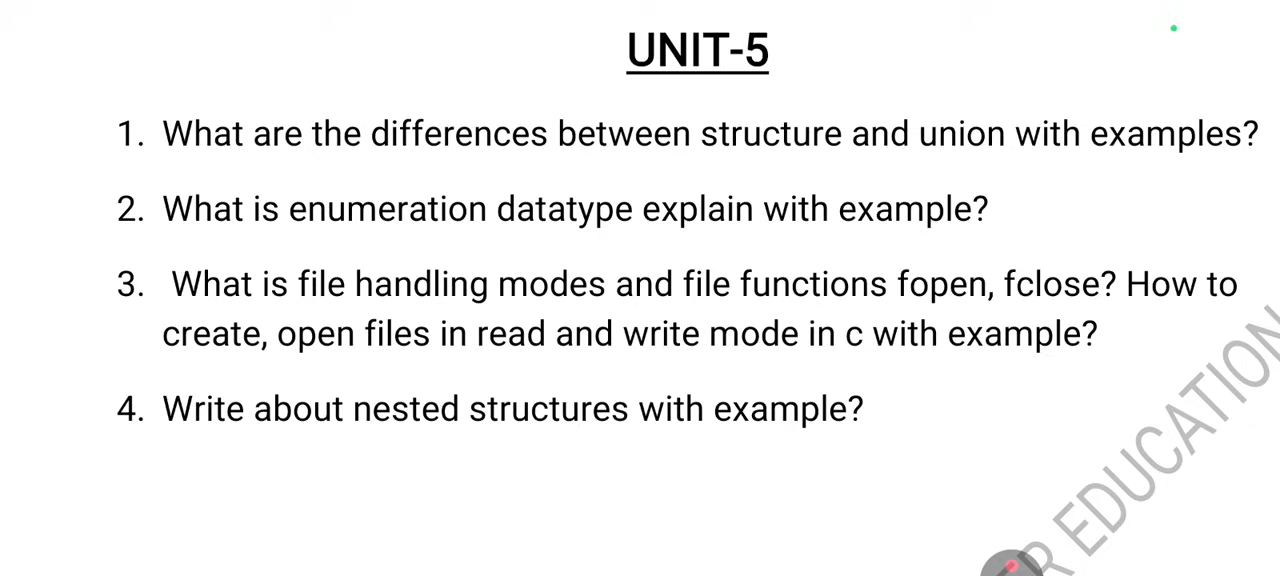 UNIT-5
1. What are the differences between structure and union with examples?
2. What is enumeration datatype explain with example?
3. What is file handling modes and file functions fopen, fclose? How to
create, open files in read and write mode in c with example?
4. Write about nested structures with example?
EDUCATION